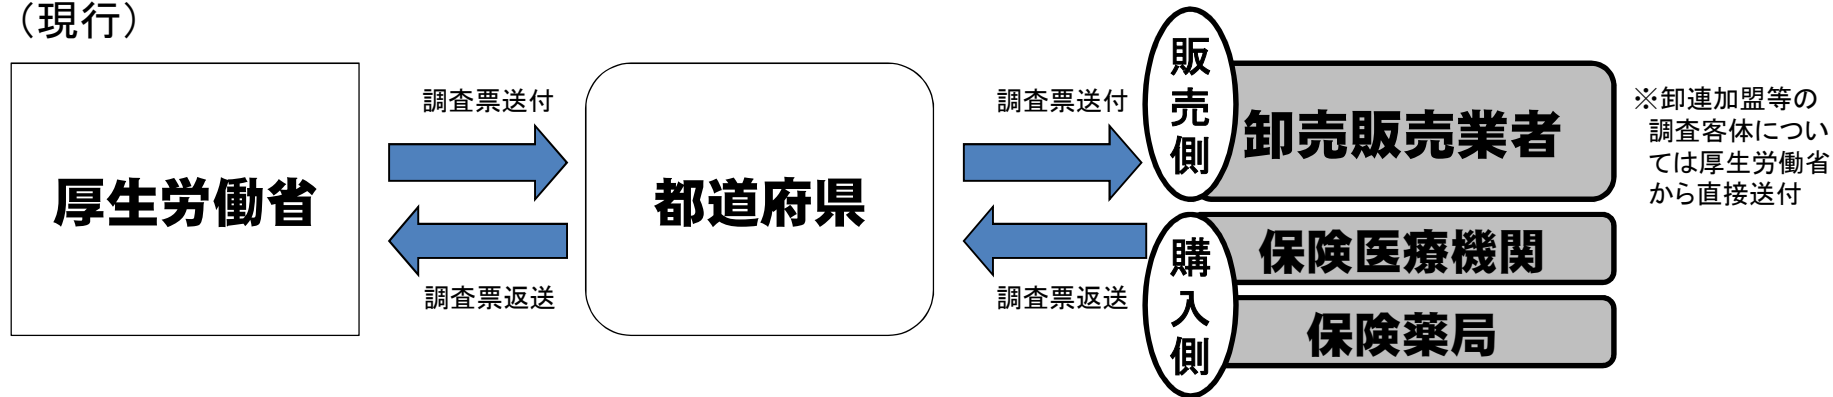 （現行）
厚生労働省
調査票送付
調査票返送
都道府県
調査票送付
調査票返送
販売側
卸売販売業者
購入側
保険医療機関
保険薬局
※卸連加盟等の
調査客体につい
ては厚生労働省
から直接送付